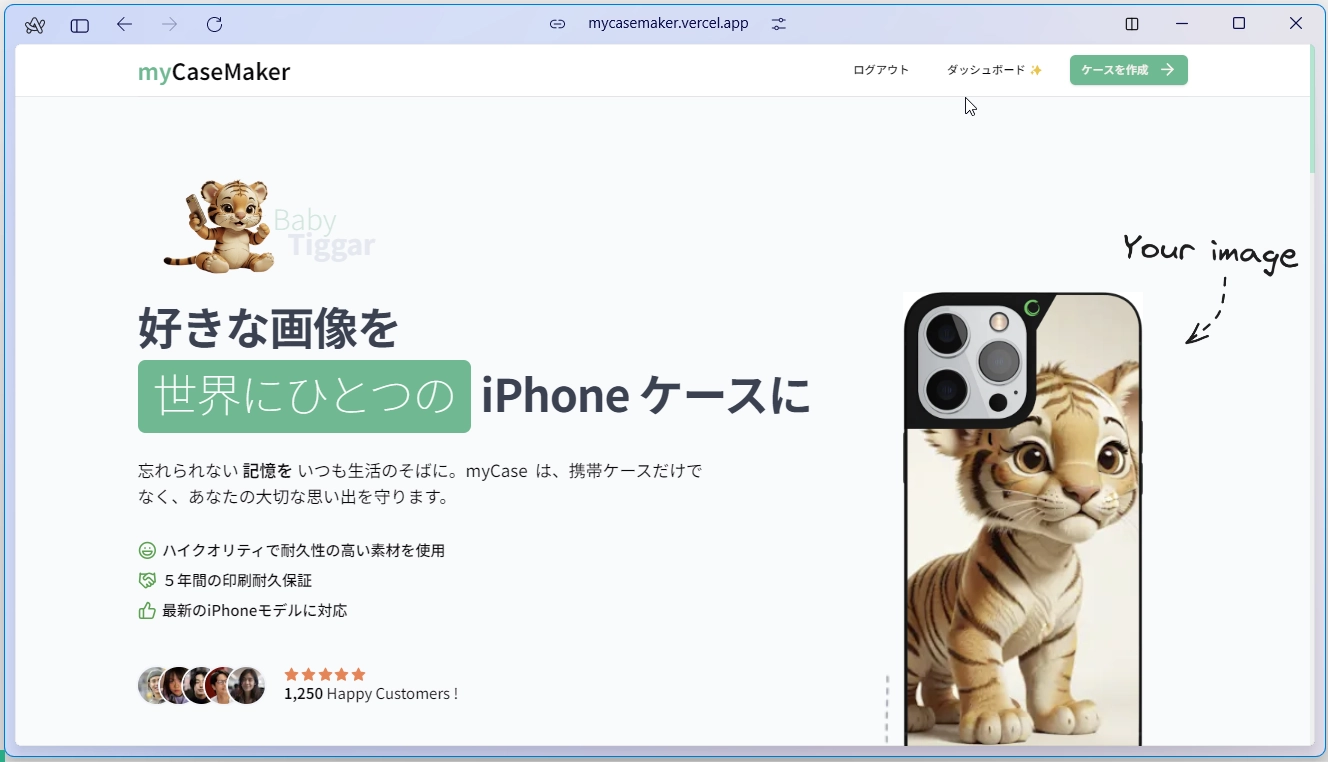 mycasemaker.vercel.app
myCaseMaker
ログアウト
ダッシュボード ✨
ケースを作成 →
Baby
Tiggar
Your image
好きな画像を
世界にひとつの iPhone ケースに
忘れられない 記憶を いつも生活のそばに。myCase は、携帯ケースだけで
なく、あなたの大切な思い出を守ります。
ハイクオリティで耐久性の高い素材を使用
５年間の印刷耐久保証
最新のiPhoneモデルに対応
1,250 Happy Customers !